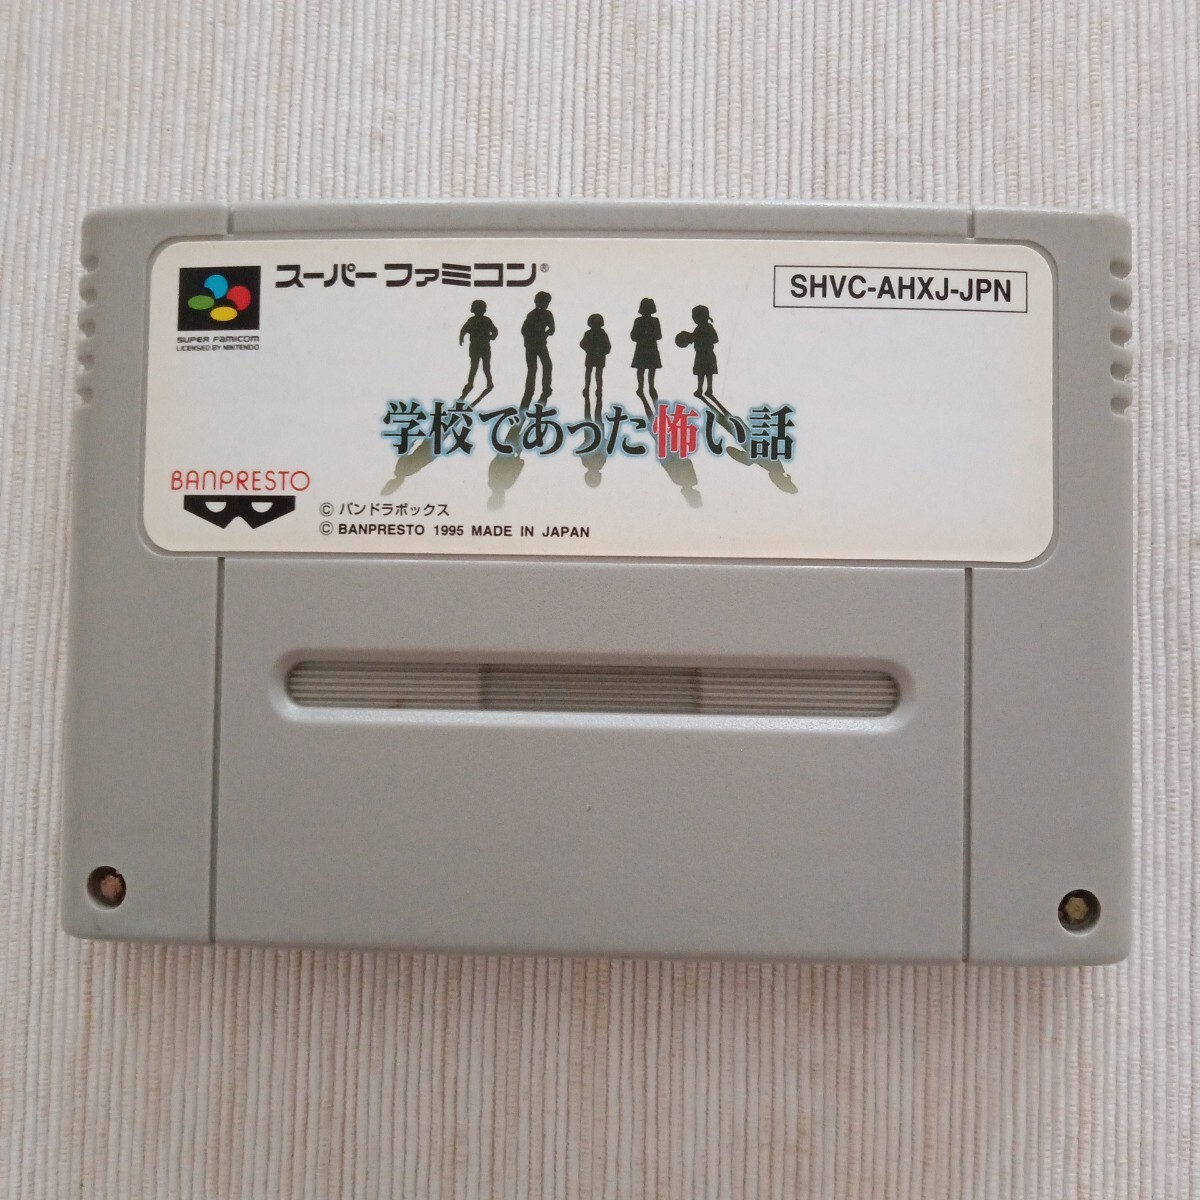 スーパーファミコン®
SUPER FAMICOM
LICENSED BY NINTENDO
SHVC-AHXJ-JPN
学校であった怖い話
BANPRESTO
© パンドラボックス
© BANPRESTO 1995 MADE IN JAPAN